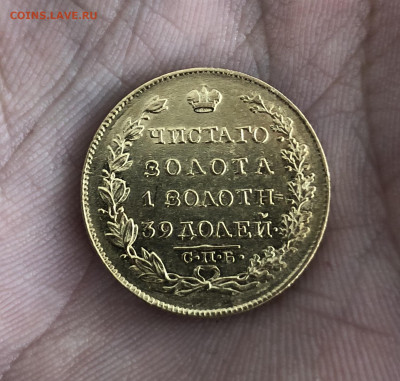 COINS.LAVE.RU
ЧИСТАГО
ЗОЛОТА
1 ЗОЛОТН=
39 ДОЛЕЙ·
С·П·Б·